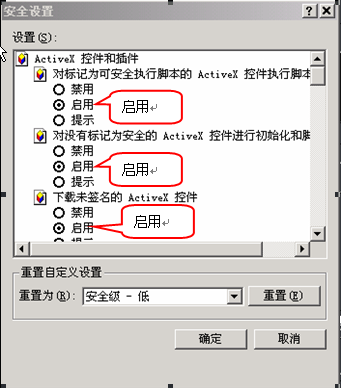 安全设置
设置(S):
ActiveX 控件和插件
对标记为可安全执行脚本的 ActiveX 控件执行脚本
禁用
启用
启用
提示
对没有标记为安全的 ActiveX 控件进行初始化和脚
禁用
启用
启用
提示
下载未签名的 ActiveX 控件
禁用
启用
启用
重置自定义设置
重置为(R):
安全级 - 低
重置(E)
确定
取消